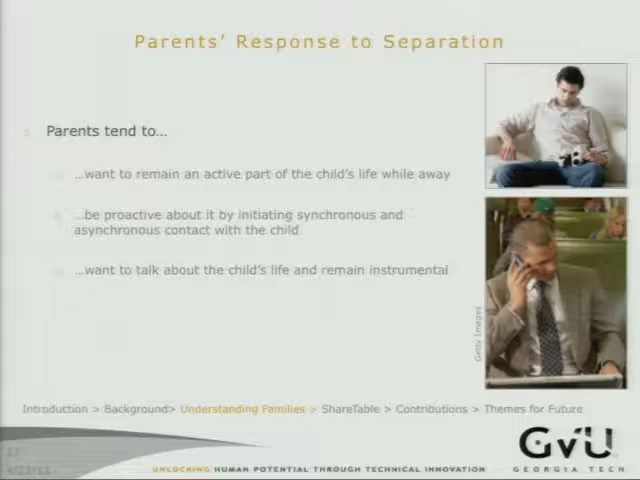 Parents' Response to Separation
Parents tend to…
…want to remain an active part of the child's life while away
…be proactive about it by initiating synchronous and
asynchronous contact with the child
…want to talk about the child's life and remain instrumental
Getty Images
Introduction > Background> Understanding Families > ShareTable > Contributions > Themes for Future
UNLOCKING HUMAN POTENTIAL THROUGH TECHNICAL INNOVATION
GVU
GEORGIA TECH